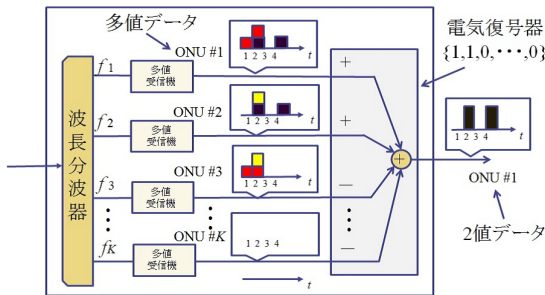 多値データ
電気復号器
{1,1,0,⋯,0}
波長分波器
f1
多値
受信機
ONU #1
1 2 3 4
t
+
f2
多値
受信機
ONU #2
1 2 3 4
t
+
f3
多値
受信機
ONU #3
1 2 3 4
t
−
⋮
⋮
⋮
⋮
fK
多値
受信機
ONU #K
1 2 3 4
−
t
+
1 2 3 4
t
ONU #1
2値データ